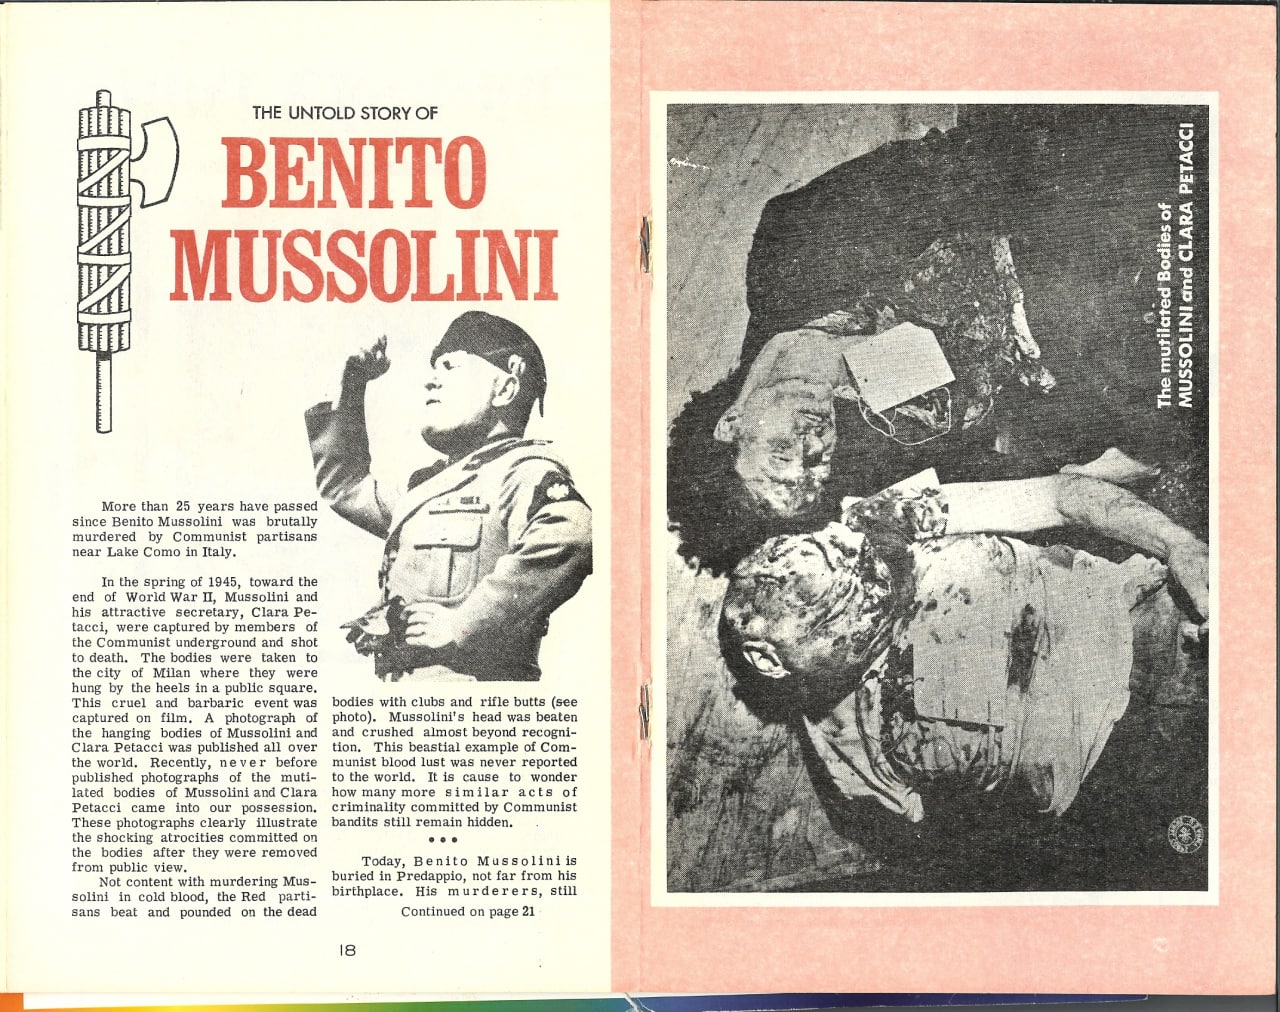 THE UNTOLD STORY OF
BENITO
MUSSOLINI
More than 25 years have passed
since Benito Mussolini was brutally
murdered by Communist partisans
near Lake Como in Italy.
In the spring of 1945, toward the
end of World War II, Mussolini and
his attractive secretary, Clara Pe-
tacci, were captured by members of
the Communist underground and shot
to death. The bodies were taken to
the city of Milan where they were
hung by the heels in a public square.
This cruel and barbaric event was
captured on film. A photograph of
the hanging bodies of Mussolini and
Clara Petacci was published all over
the world. Recently, never before
published photographs of the muti-
lated bodies of Mussolini and Clara
Petacci came into our possession.
These photographs clearly illustrate
the shocking atrocities committed on
the bodies after they were removed
from public view.
Not content with murdering Mus-
solini in cold blood, the Red parti-
sans beat and pounded on the dead
bodies with clubs and rifle butts (see
photo). Mussolini's head was beaten
and crushed almost beyond recogni-
tion. This beastial example of Com-
munist blood lust was never reported
to the world. It is cause to wonder
how many more similar acts of
criminality committed by Communist
bandits still remain hidden.
• • •
Today, Benito Mussolini is
buried in Predappio, not far from his
birthplace. His murderers, still
Continued on page 21
18
The mutilated Bodies of
MUSSOLINI and CLARA PETACCI